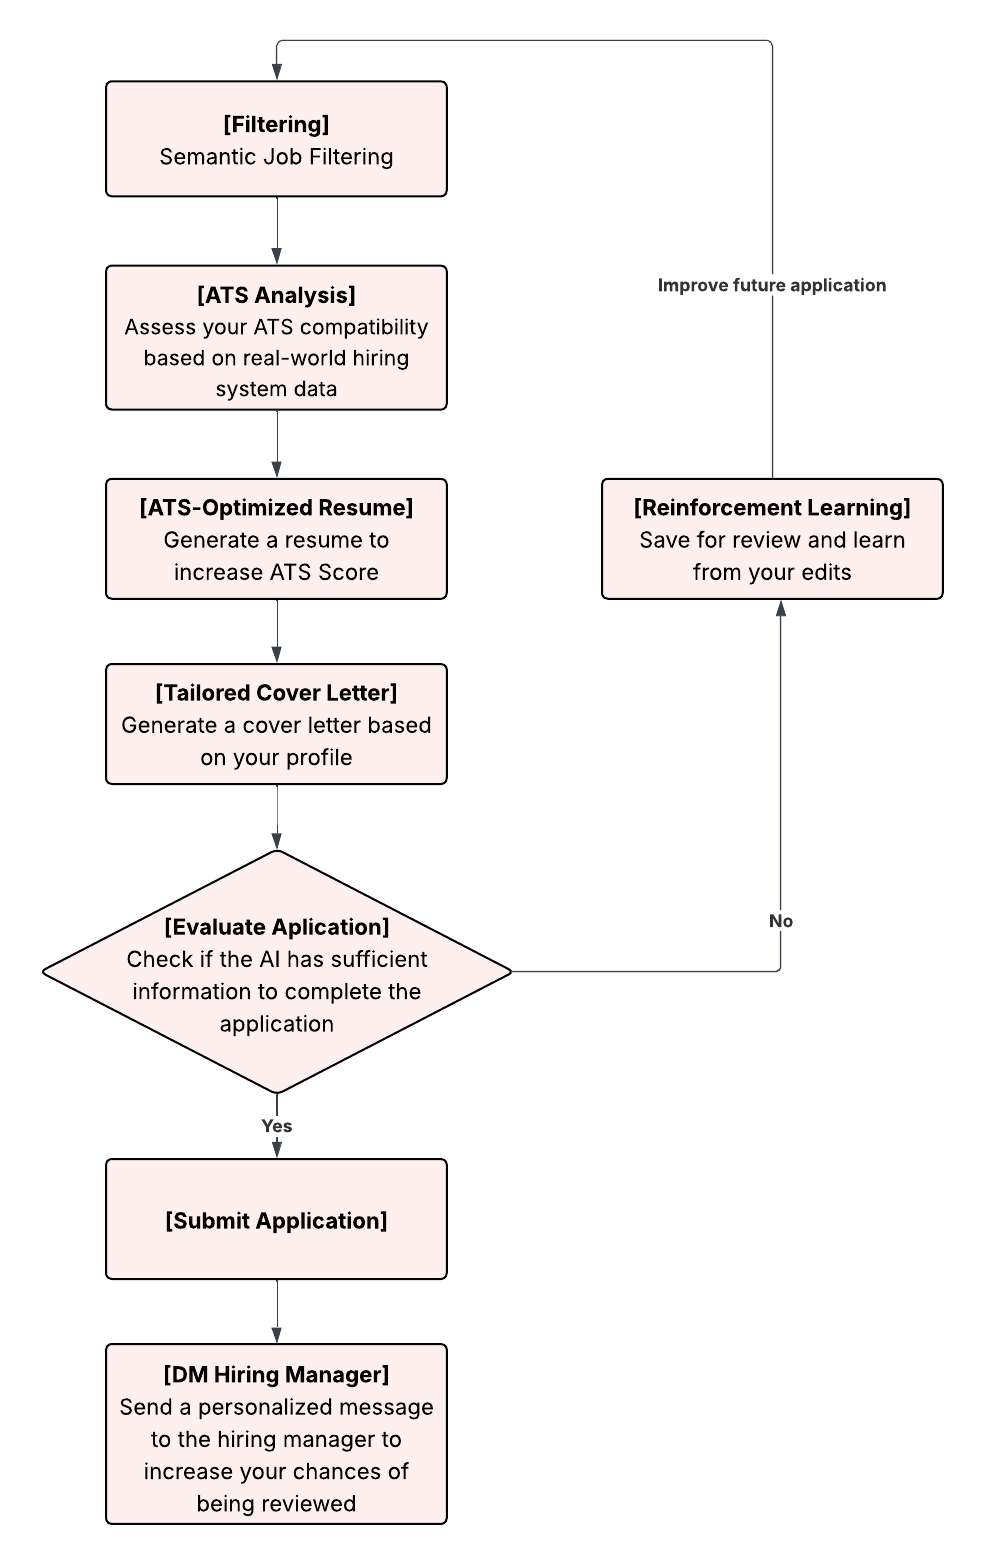 [Filtering]
Semantic Job Filtering
Improve future application
[ATS Analysis]
Assess your ATS compatibility
based on real-world hiring
system data
[ATS-Optimized Resume]
Generate a resume to
increase ATS Score
[Reinforcement Learning]
Save for review and learn
from your edits
[Tailored Cover Letter]
Generate a cover letter based
on your profile
[Evaluate Aplication]
Check if the AI has sufficient
information to complete the
application
No
Yes
[Submit Application]
[DM Hiring Manager]
Send a personalized message
to the hiring manager to
increase your chances of
being reviewed